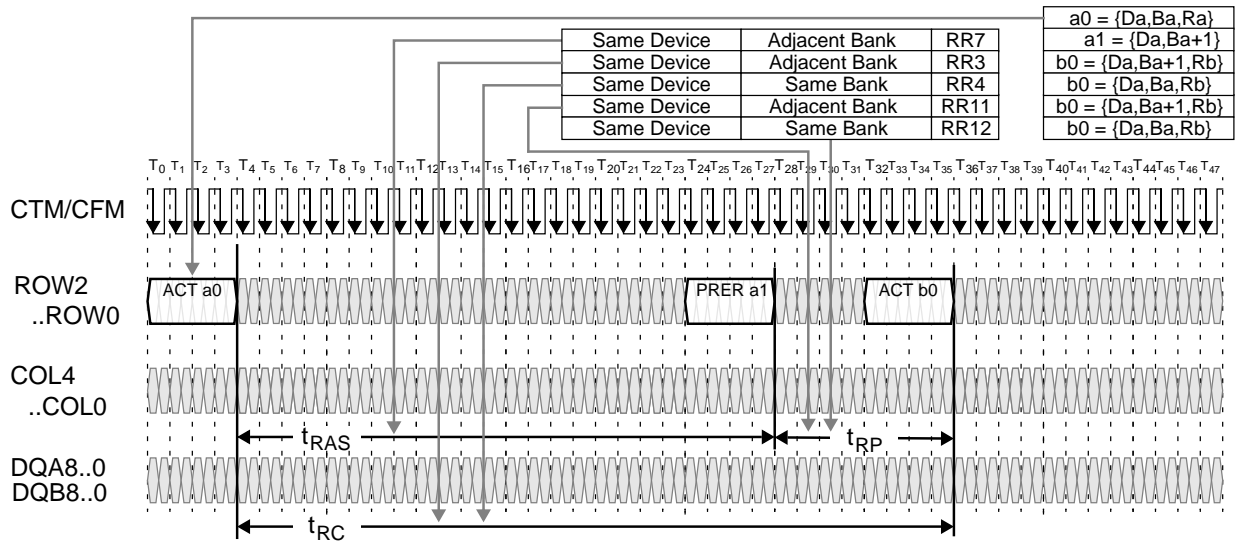 a0 = {Da,Ba,Ra}
Same Device Adjacent Bank RR7 a1 = {Da,Ba+1}
Same Device Adjacent Bank RR3 b0 = {Da,Ba+1,Rb}
Same Device Same Bank RR4 b0 = {Da,Ba,Rb}
Same Device Adjacent Bank RR11 b0 = {Da,Ba+1,Rb}
Same Device Same Bank RR12 b0 = {Da,Ba,Rb}
T0 T1 T2 T3 T4 T5 T6 T7 T8 T9 T10 T11 T12 T13 T14 T15 T16 T17 T18 T19 T20 T21 T22 T23 T24 T25 T26 T27 T28 T29 T30 T31 T32 T33 T34 T35 T36 T37 T38 T39 T40 T41 T42 T43 T44 T45 T46 T47
CTM/CFM
ROW2 ACT a0 PRER a1 ACT b0
..ROW0
COL4
..COL0
tRAS tRP
DQA8..0
DQB8..0
tRC